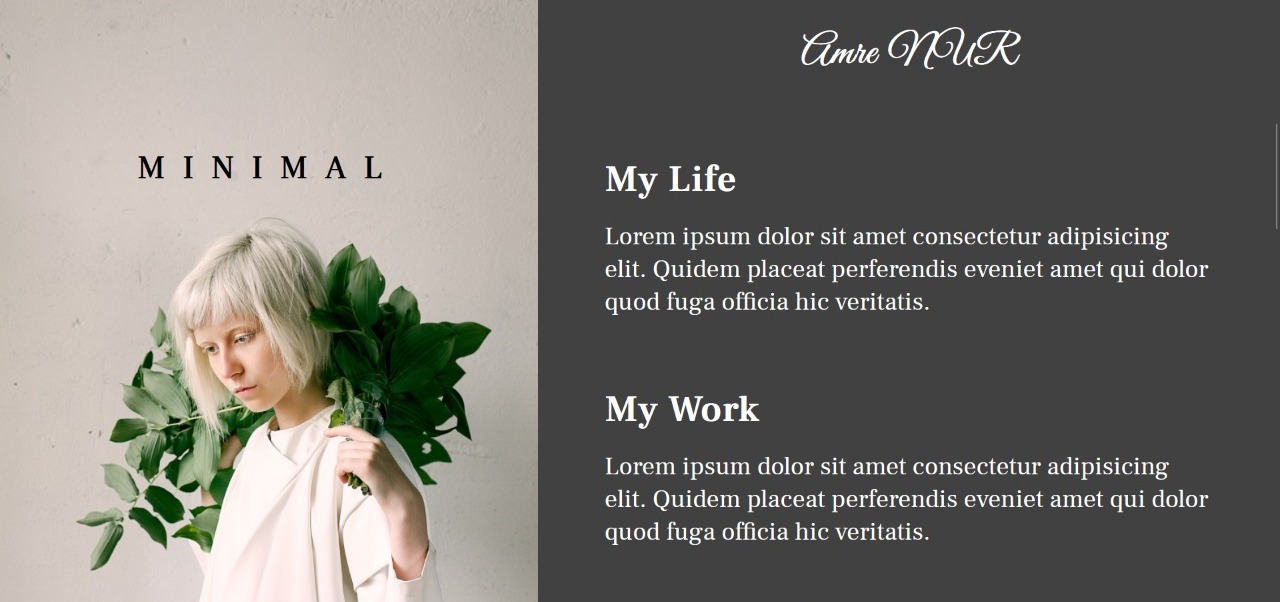 MINIMAL
Amre NUR
My Life
Lorem ipsum dolor sit amet consectetur adipisicing
elit. Quidem placeat perferendis eveniet amet qui dolor
quod fuga officia hic veritatis.
My Work
Lorem ipsum dolor sit amet consectetur adipisicing
elit. Quidem placeat perferendis eveniet amet qui dolor
quod fuga officia hic veritatis.